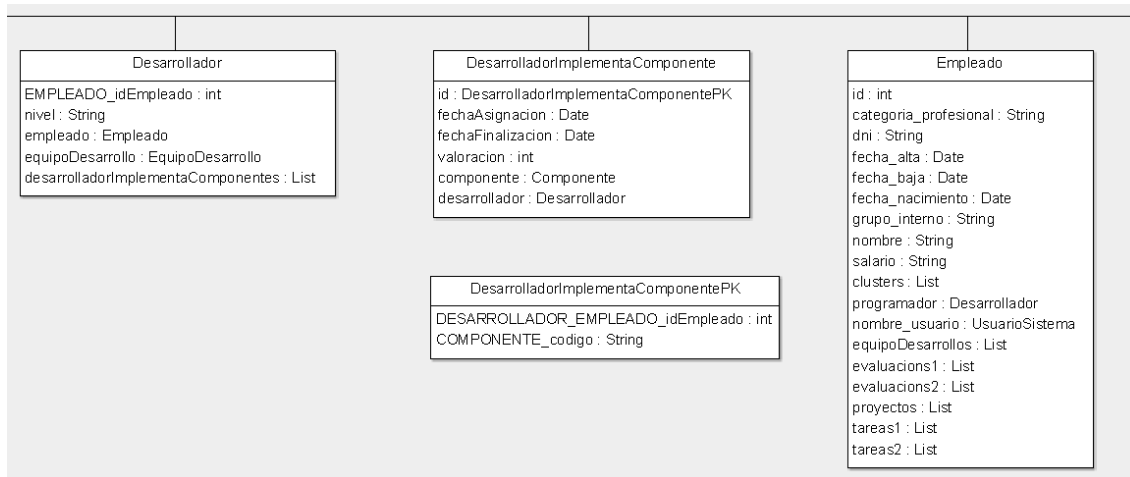 Desarrollador
EMPLEADO_idEmpleado : int
nivel : String
empleado : Empleado
equipoDesarrollo : EquipoDesarrollo
desarrolladorImplementaComponentes : List
DesarrolladorImplementaComponente
id : DesarrolladorImplementaComponentePK
fechaAsignacion : Date
fechaFinalizacion : Date
valoracion : int
componente : Componente
desarrollador : Desarrollador
DesarrolladorImplementaComponentePK
DESARROLLADOR_EMPLEADO_idEmpleado : int
COMPONENTE_codigo : String
Empleado
id : int
categoria_profesional : String
dni : String
fecha_alta : Date
fecha_baja : Date
fecha_nacimiento : Date
grupo_interno : String
nombre : String
salario : String
clusters : List
programador : Desarrollador
nombre_usuario : UsuarioSistema
equipoDesarrollos : List
evaluacions1 : List
evaluacions2 : List
proyectos : List
tareas1 : List
tareas2 : List